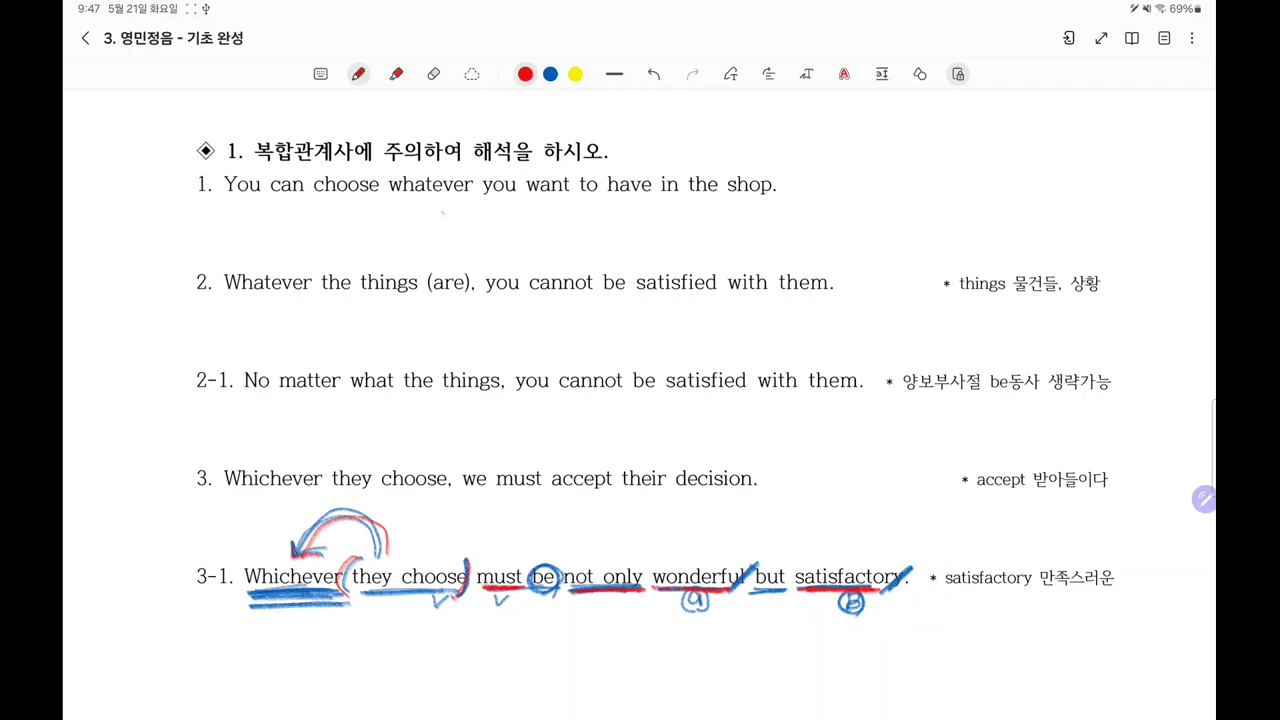 9:47 5월 21일 화요일 69%
3. 영민정음 - 기초 완성
◈ 1. 복합관계사에 주의하여 해석을 하시오.
1. You can choose whatever you want to have in the shop.
2. Whatever the things (are), you cannot be satisfied with them. * things 물건들, 상황
2-1. No matter what the things, you cannot be satisfied with them. * 양보부사절 be동사 생략가능
3. Whichever they choose, we must accept their decision. * accept 받아들이다
3-1. Whichever they choose must be not only wonderful but satisfactory. * satisfactory 만족스러운
A B